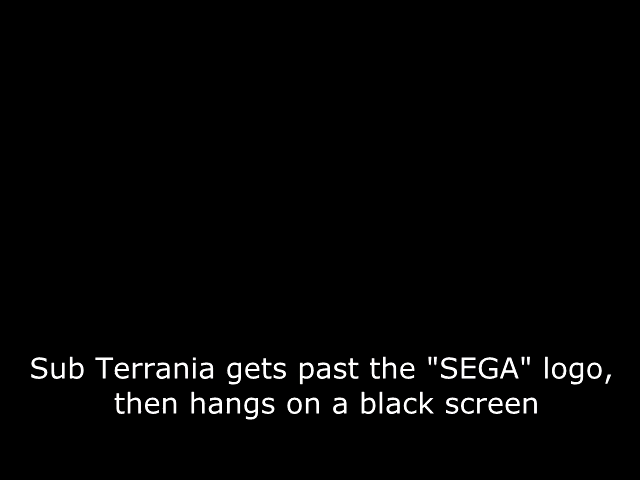 Sub Terrania gets past the "SEGA" logo,
then hangs on a black screen